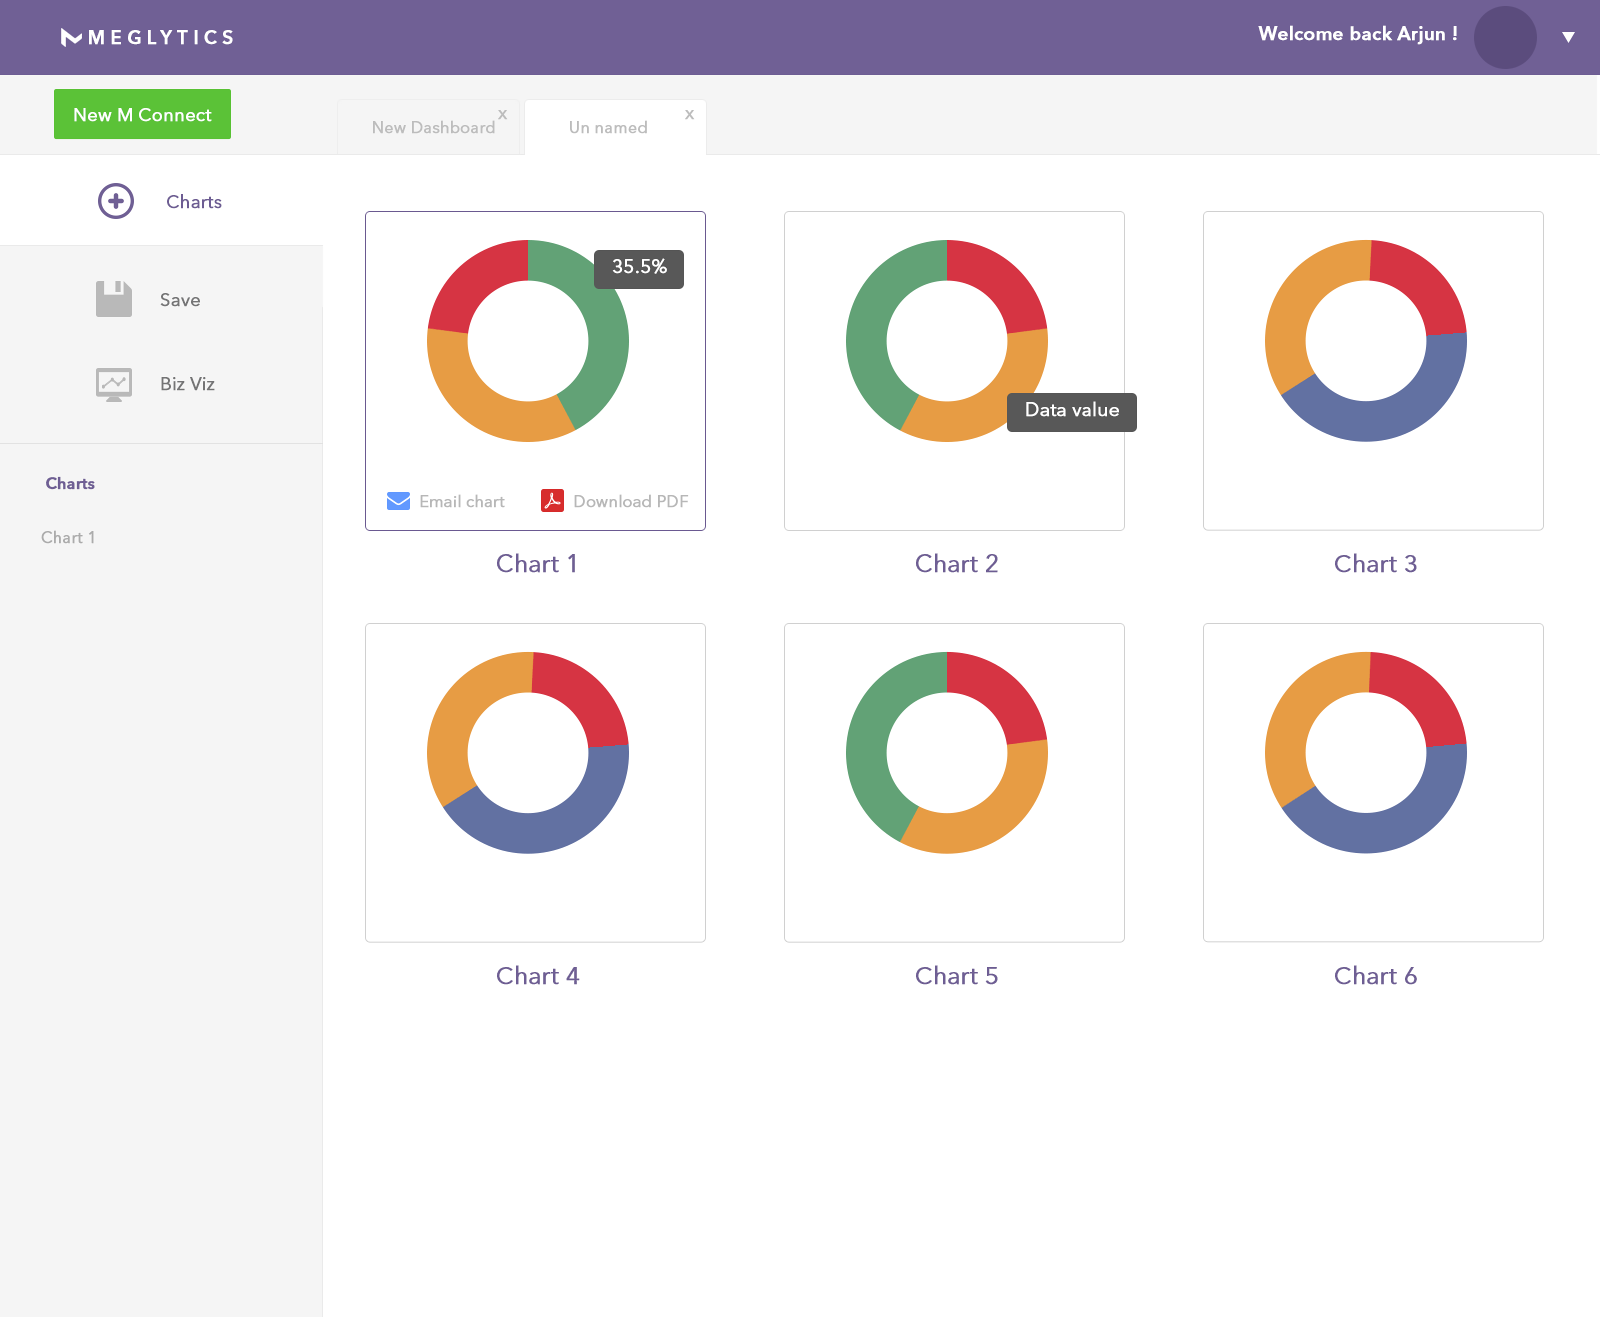 MEGLYTICS
Welcome back Arjun !
New M Connect
New Dashboard
x
Un named
x
Charts
Save
Biz Viz
Charts
Chart 1
35.5%
Email chart
Download PDF
Chart 1
Data value
Chart 2
Chart 3
Chart 4
Chart 5
Chart 6